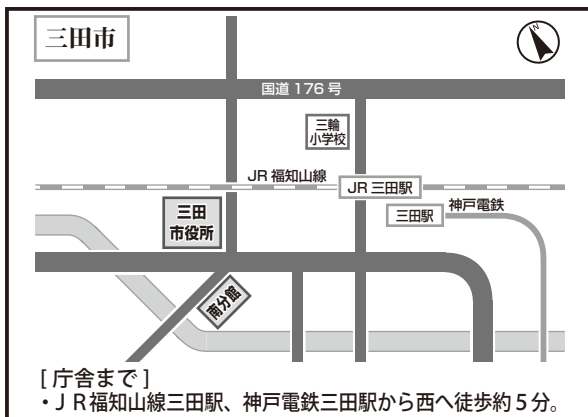 三田市
N
国道 176 号
三輪
小学校
JR 福知山線
JR 三田駅
三田
市役所
三田駅
神戸電鉄
南分館
[ 庁舎まで ]
・ＪＲ福知山線三田駅、神戸電鉄三田駅から西へ徒歩約５分。